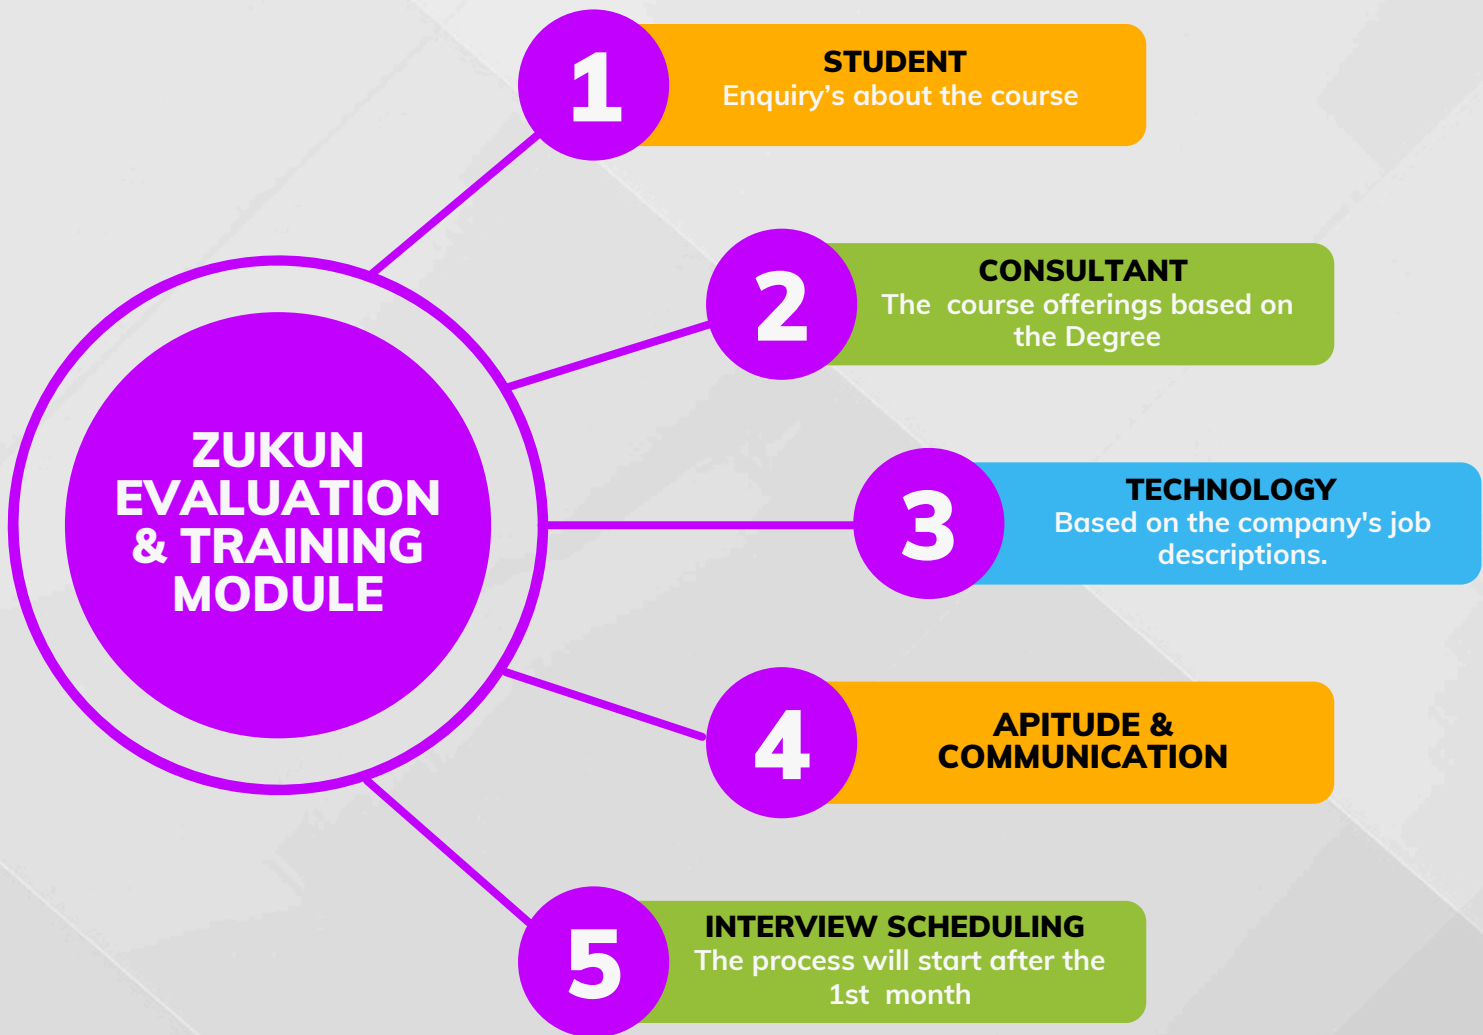 1
STUDENT
Enquiry’s about the course
2
CONSULTANT
The course offerings based on
the Degree
ZUKUN
EVALUATION
& TRAINING
MODULE
3
TECHNOLOGY
Based on the company's job
descriptions.
4
APITUDE &
COMMUNICATION
5
INTERVIEW SCHEDULING
The process will start after the
1st month